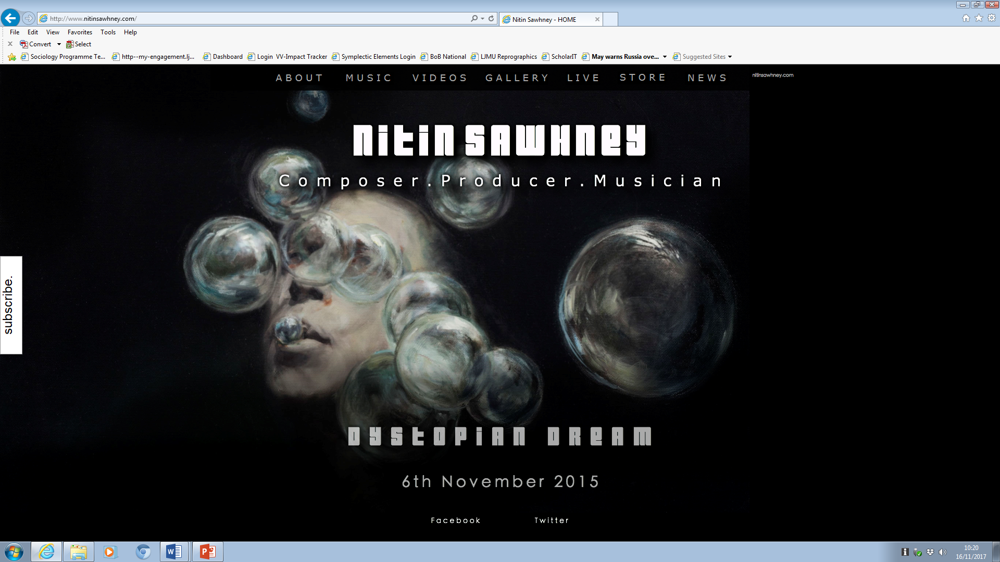 http://www.nitinsawhney.com/
Nitin Sawhney - HOME
File Edit View Favorites Tools Help
Convert Select
Sociology Programme Te... http--my-engagement.lj... Dashboard Login VV-Impact Tracker Symplectic Elements Login BoB National LJMU Reprographics ScholarIT May warns Russia ove... Suggested Sites
ABOUT MUSIC VIDEOS GALLERY LIVE STORE NEWS
nitinsawhney.com
NiTiN SAWHNeY
Composer.Producer.Musician
subscribe.
DYSTOPiAN DReAM
6th November 2015
Facebook Twitter
10:20
16/11/2017